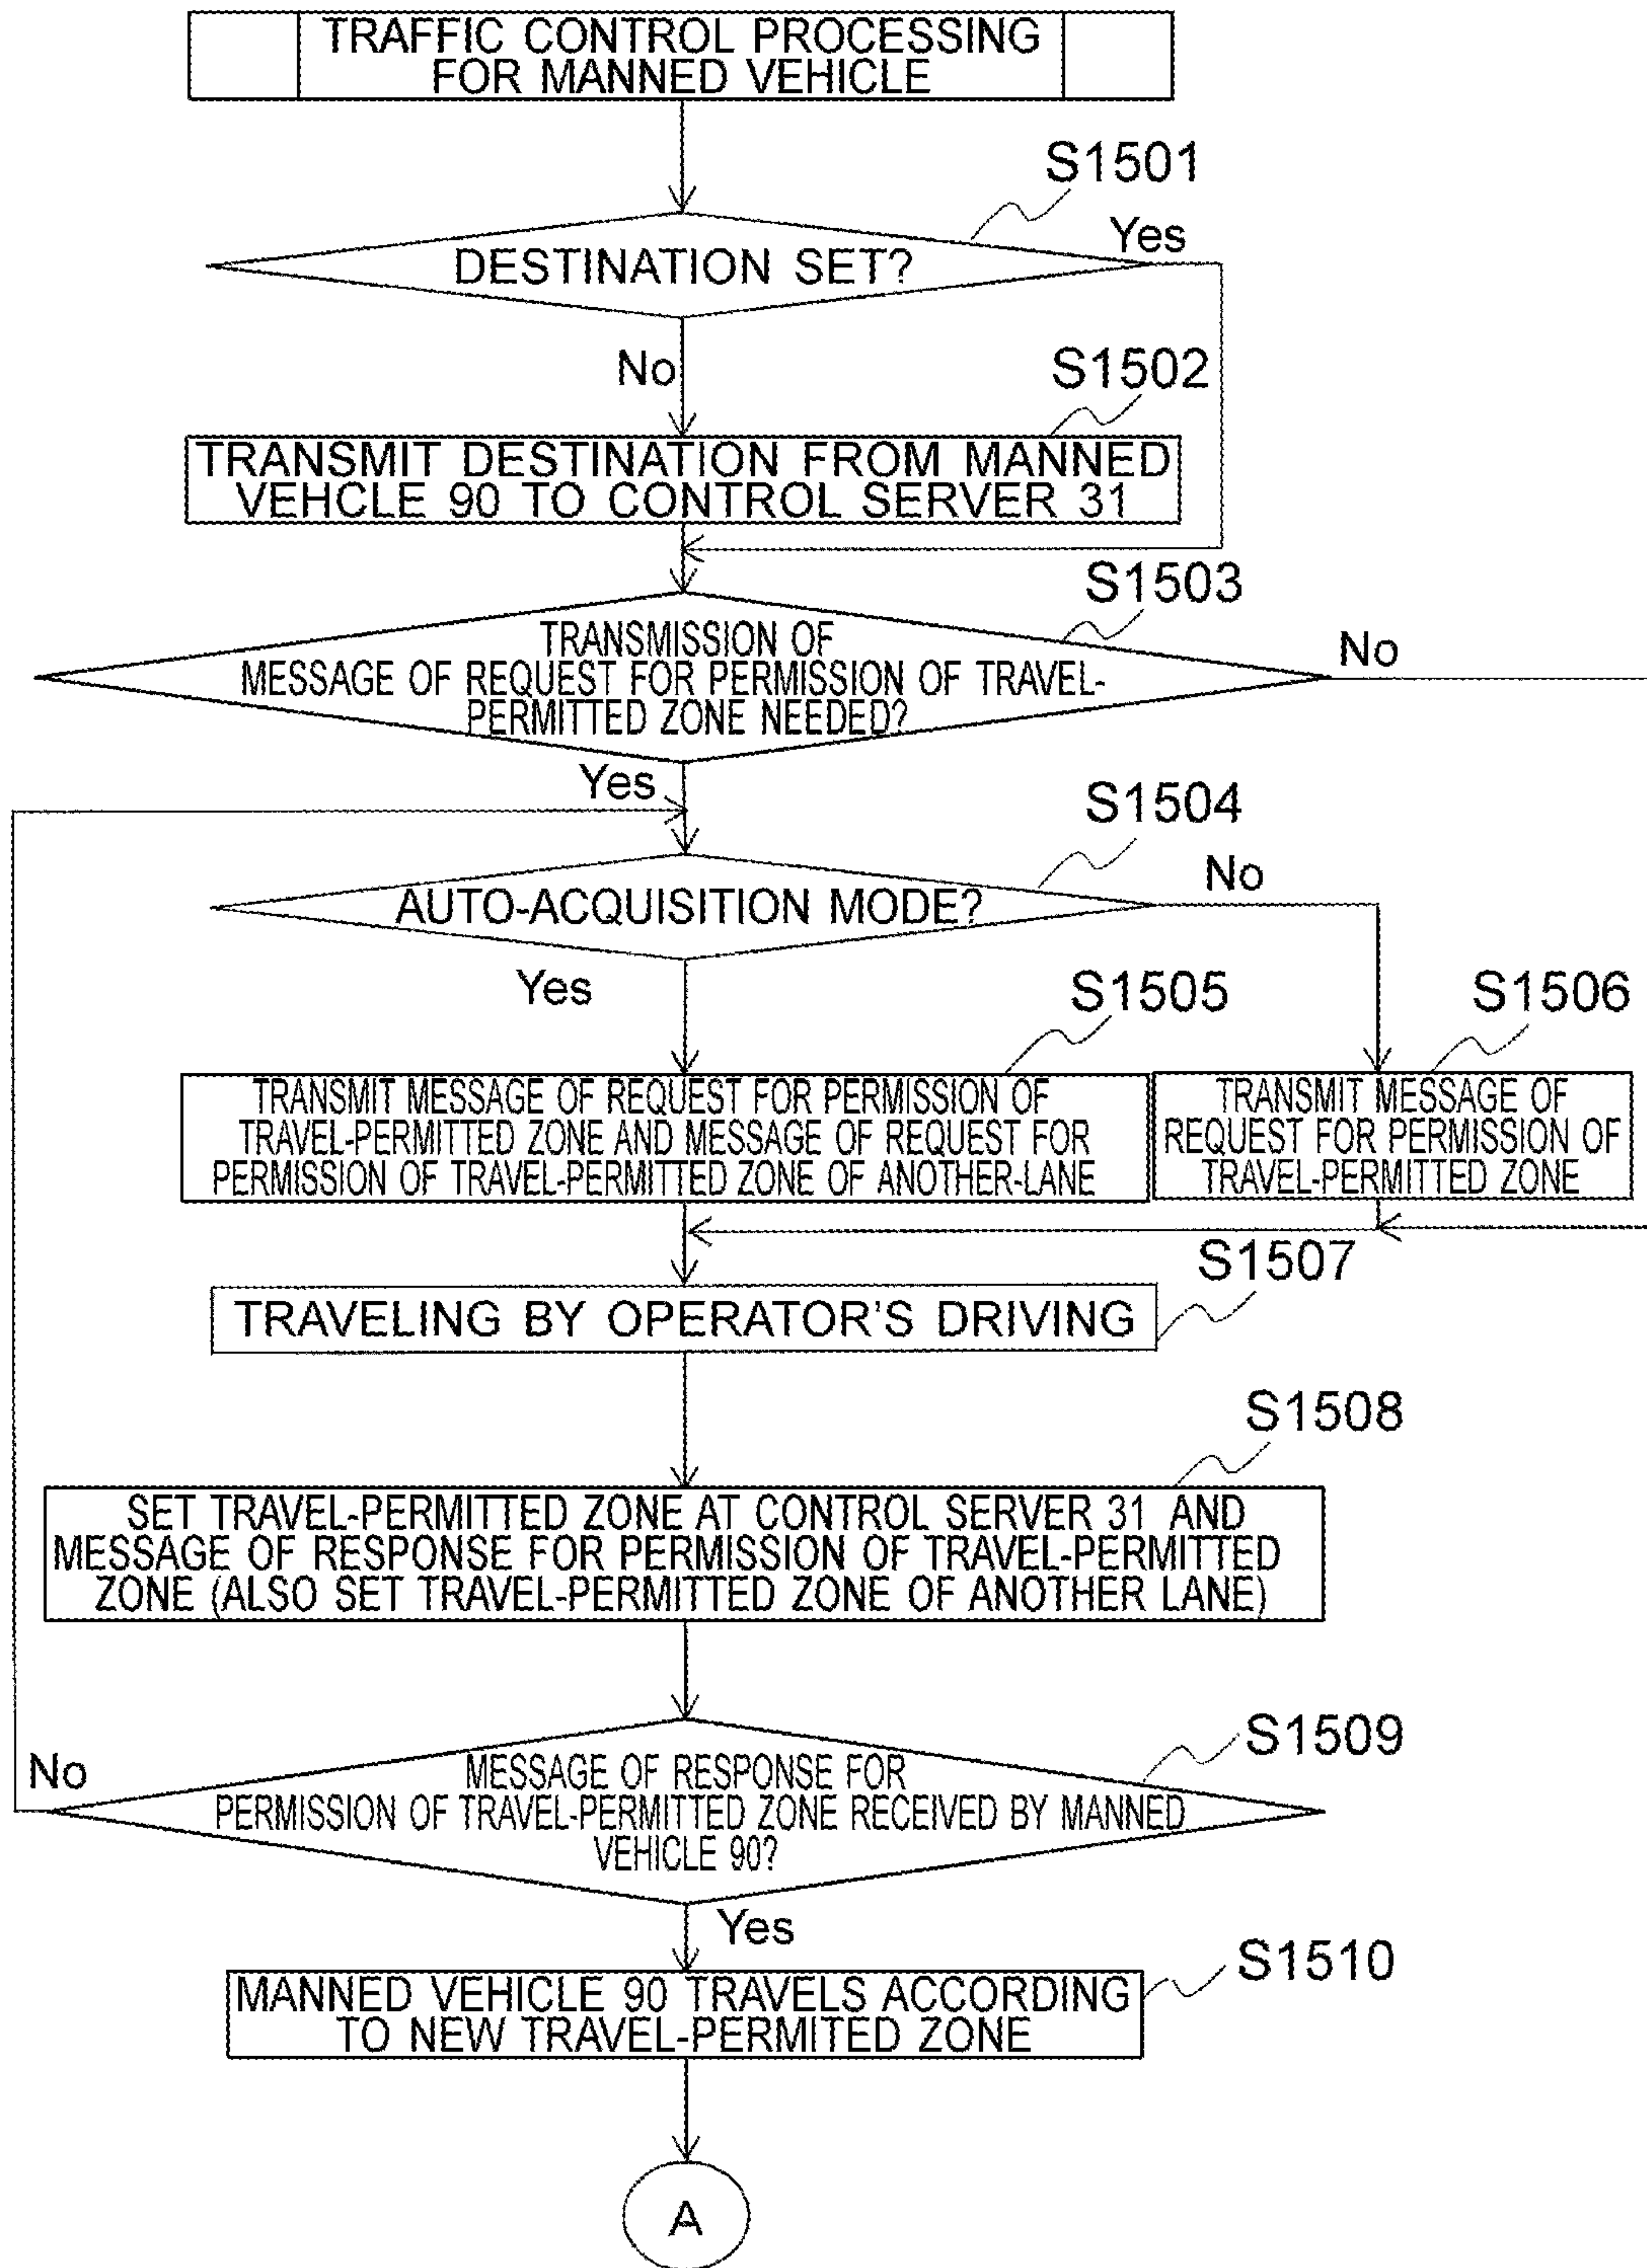 TRAFFIC CONTROL PROCESSING
FOR MANNED VEHICLE
S1501
DESTINATION SET?
Yes
No
S1502
TRANSMIT DESTINATION FROM MANNED
VEHCLE 90 TO CONTROL SERVER 31
S1503
TRANSMISSION OF
MESSAGE OF REQUEST FOR PERMISSION OF TRAVEL-
PERMITTED ZONE NEEDED?
No
Yes
S1504
AUTO-ACQUISITION MODE?
No
Yes
S1505
TRANSMIT MESSAGE OF REQUEST FOR PERMISSION OF
TRAVEL-PERMITTED ZONE AND MESSAGE OF REQUEST FOR
PERMISSION OF TRAVEL-PERMITTED ZONE OF ANOTHER-LANE
S1506
TRANSMIT MESSAGE OF
REQUEST FOR PERMISSION OF
TRAVEL-PERMITTED ZONE
S1507
TRAVELING BY OPERATOR'S DRIVING
S1508
SET TRAVEL-PERMITTED ZONE AT CONTROL SERVER 31 AND
MESSAGE OF RESPONSE FOR PERMISSION OF TRAVEL-PERMITTED
ZONE (ALSO SET TRAVEL-PERMITTED ZONE OF ANOTHER LANE)
S1509
No
MESSAGE OF RESPONSE FOR
PERMISSION OF TRAVEL-PERMITTED ZONE RECEIVED BY MANNED
VEHICLE 90?
Yes
S1510
MANNED VEHICLE 90 TRAVELS ACCORDING
TO NEW TRAVEL-PERMITED ZONE
A